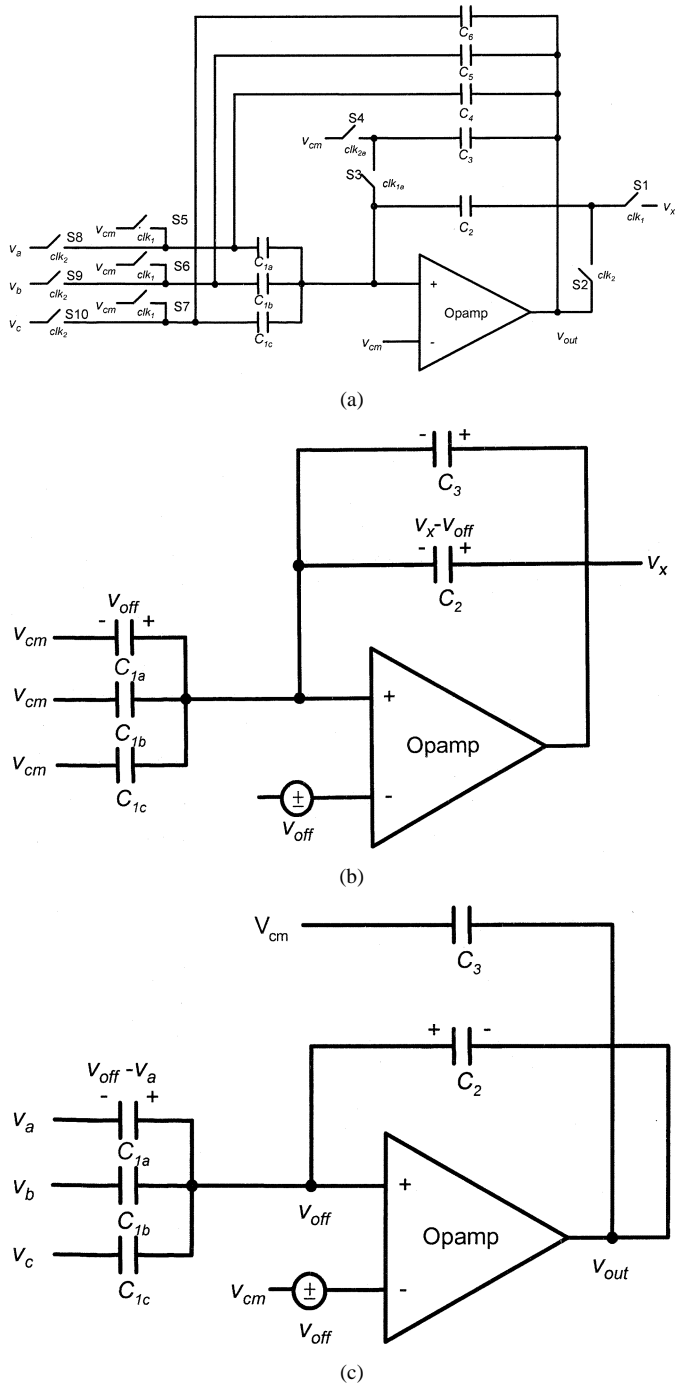 C6
C5
C4
S4
vcm
clk2a
C3
S3
clk1a
S1
C2
clk1
vx
vcm
S5
clk1
va
S8
clk2
C1a
vcm
S6
clk1
vb
S9
clk2
C1b
vcm
S7
clk1
vc
S10
clk2
C1c
S2
clk2
+
Opamp
vcm
-
vout
(a)
- +
C3
vx-voff
- +
C2
vx
voff
- +
vcm
C1a
vcm
C1b
vcm
C1c
+
Opamp
±
-
voff
(b)
Vcm
C3
+ -
C2
voff -va
- +
va
C1a
vb
C1b
vc
C1c
+
voff
Opamp
vout
vcm
±
-
voff
(c)